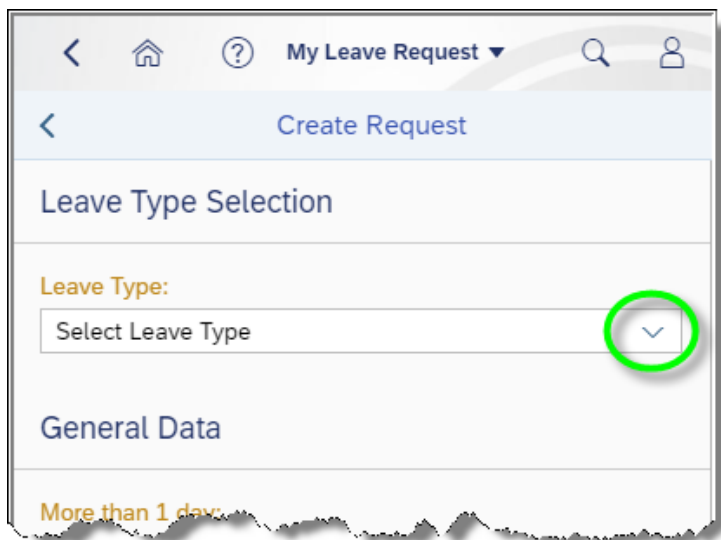 My Leave Request
Create Request
Leave Type Selection
Leave Type:
Select Leave Type
General Data
More than 1 day: